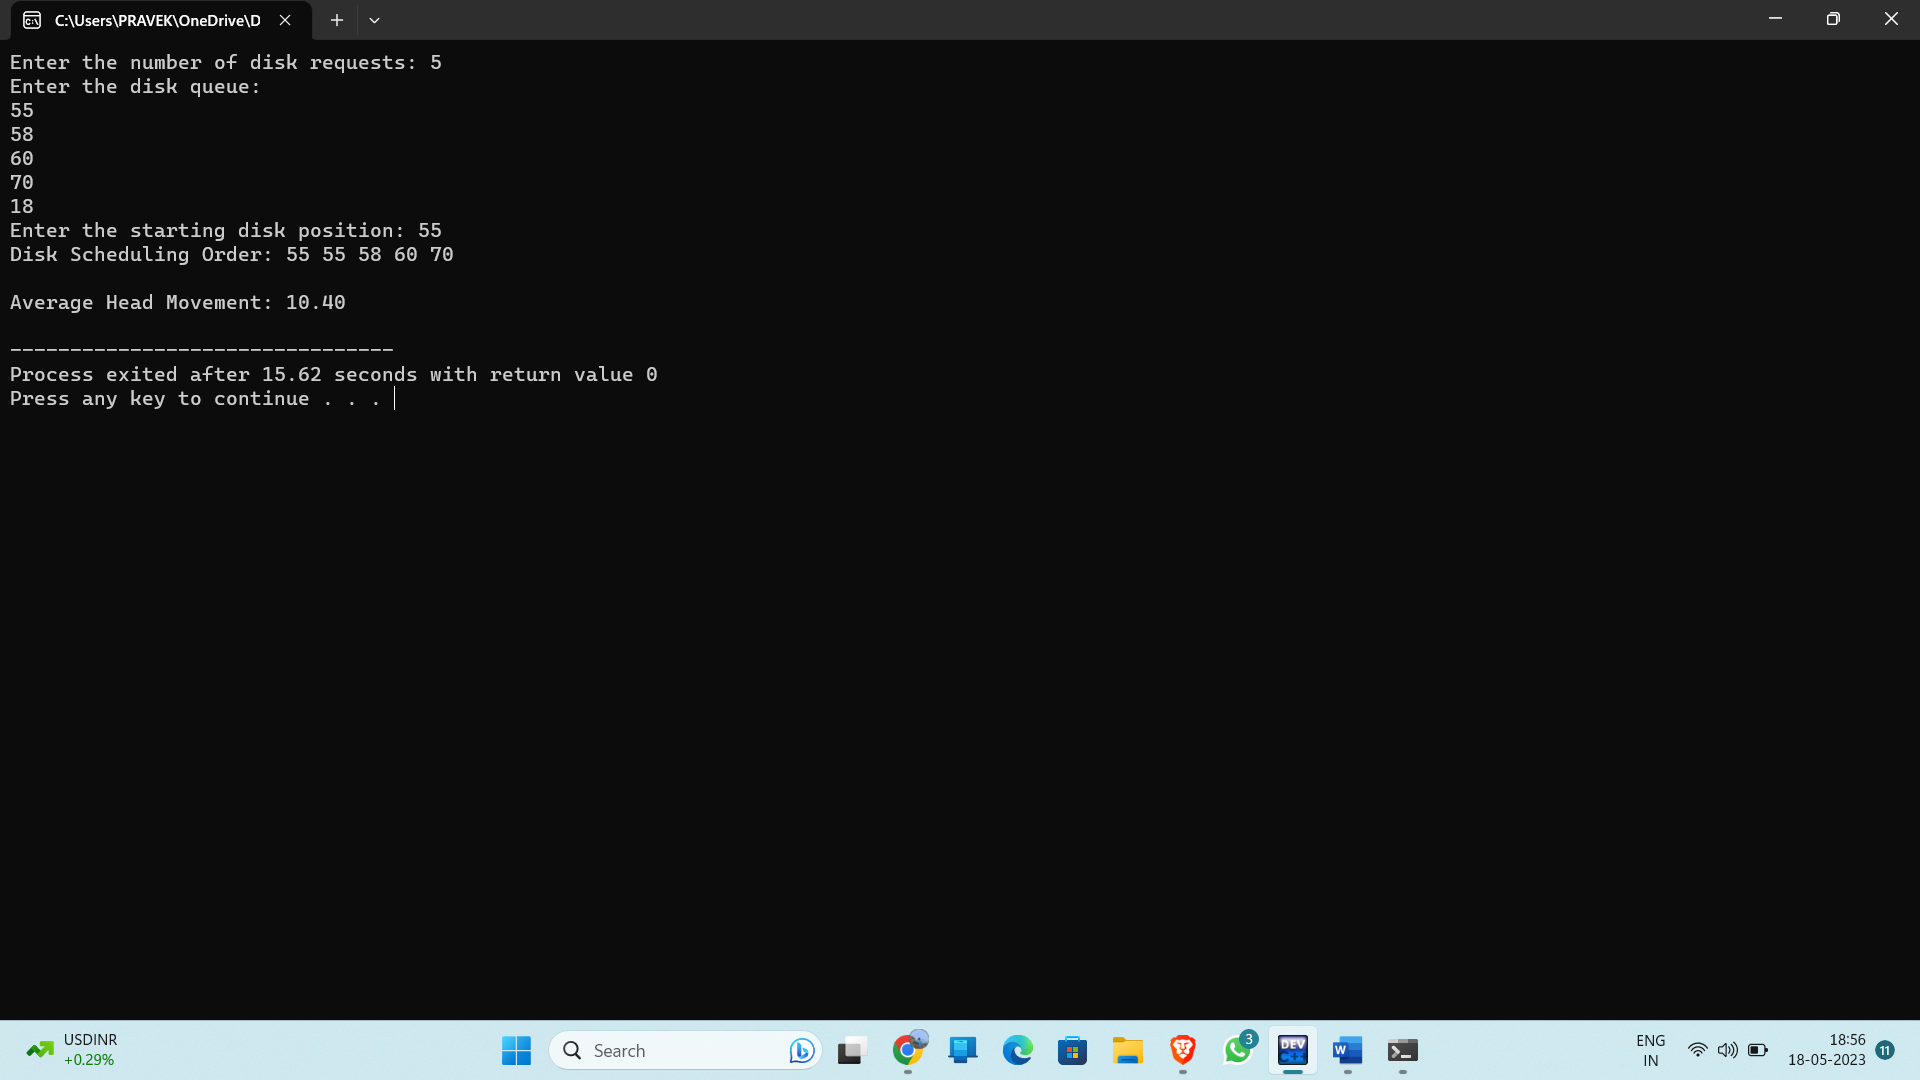 C:\Users\PRAVEK\OneDrive\D
Enter the number of disk requests: 5
Enter the disk queue:
55
58
60
70
18
Enter the starting disk position: 55
Disk Scheduling Order: 55 55 58 60 70
Average Head Movement: 10.40
--------------------------------
Process exited after 15.62 seconds with return value 0
Press any key to continue . . .
USDINR
+0.29%
Search
3
DEV
C++
W
ENG
IN
18:56
18-05-2023
11